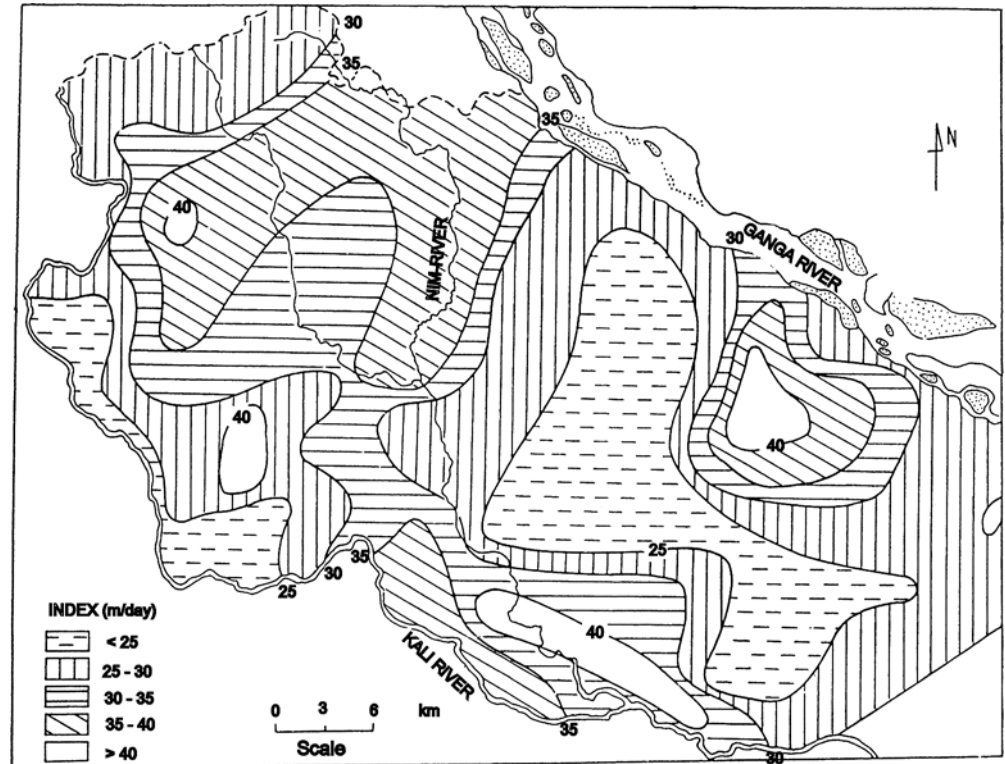 30
35
35
N
40
NIM RIVER
GANGA RIVER
30
40
40
25
25
30
35
40
KALI RIVER
35
30
INDEX (m/day)
< 25
25 - 30
30 - 35
35 - 40
> 40
0 3 6 km
Scale